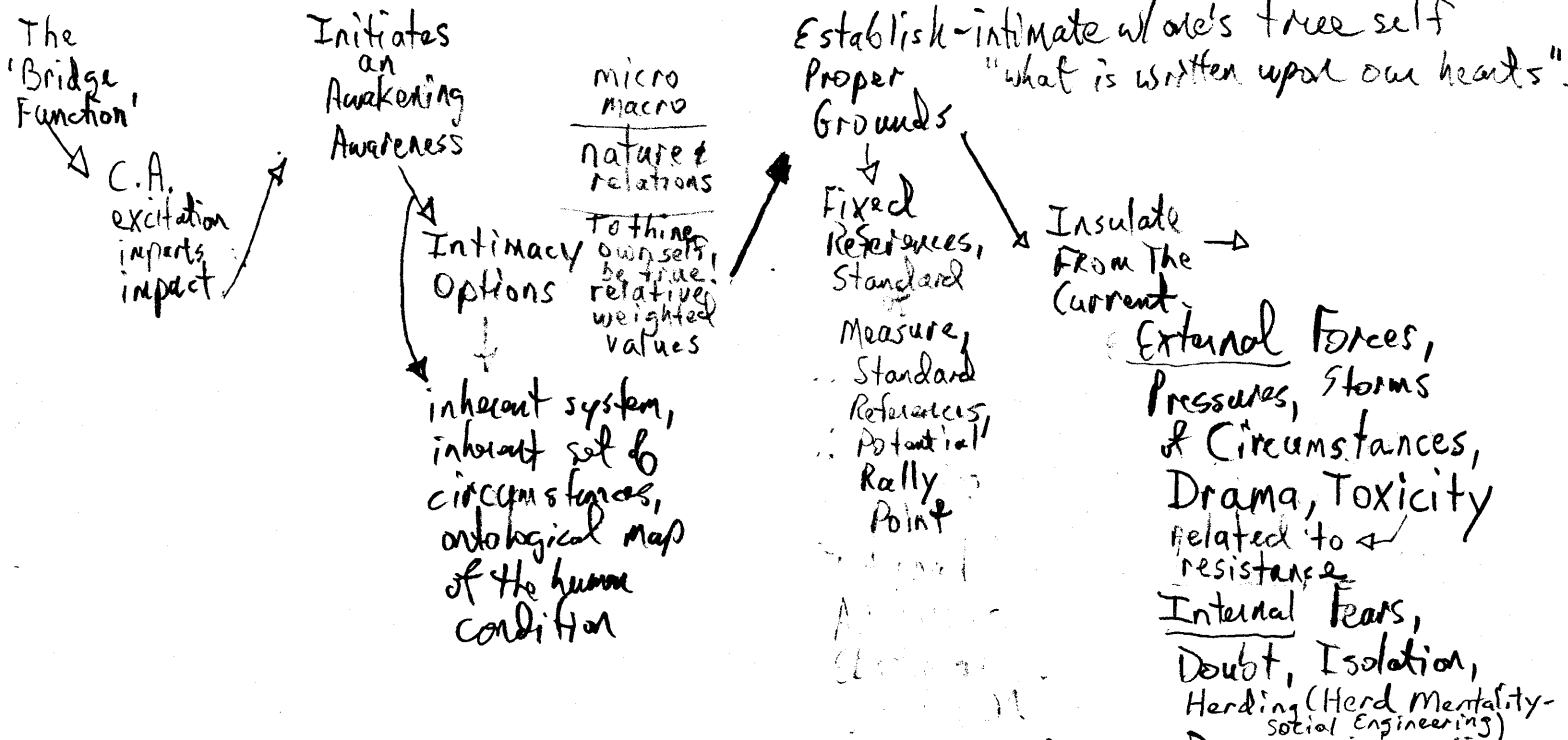 The
'Bridge
Function'
C.A.
excitation
imparts
impact
Initiates
an
Awakening
Awareness
Intimacy
Options
inherent system,
inherent set of
circumstances,
ontological map
of the human
condition
micro
macro
nature &
relations
To thine
own self,
be true!
relative,
weighted
values
Establish - intimate w/ one's true self
Proper "what is written upon our hearts".
Grounds
Fixed
References,
Standard
Measure,
Standard
References,
Potential
Rally
Point
Insulate
From The
Current.
External Forces,
Pressures, Storms
of Circumstances,
Drama, Toxicity
related to
resistance
Internal Fears,
Doubt, Isolation,
Herding (Herd Mentality-
Social Engineering)